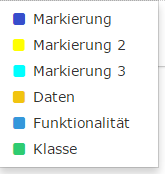 Markierung
Markierung 2
Markierung 3
Daten
Funktionalität
Klasse